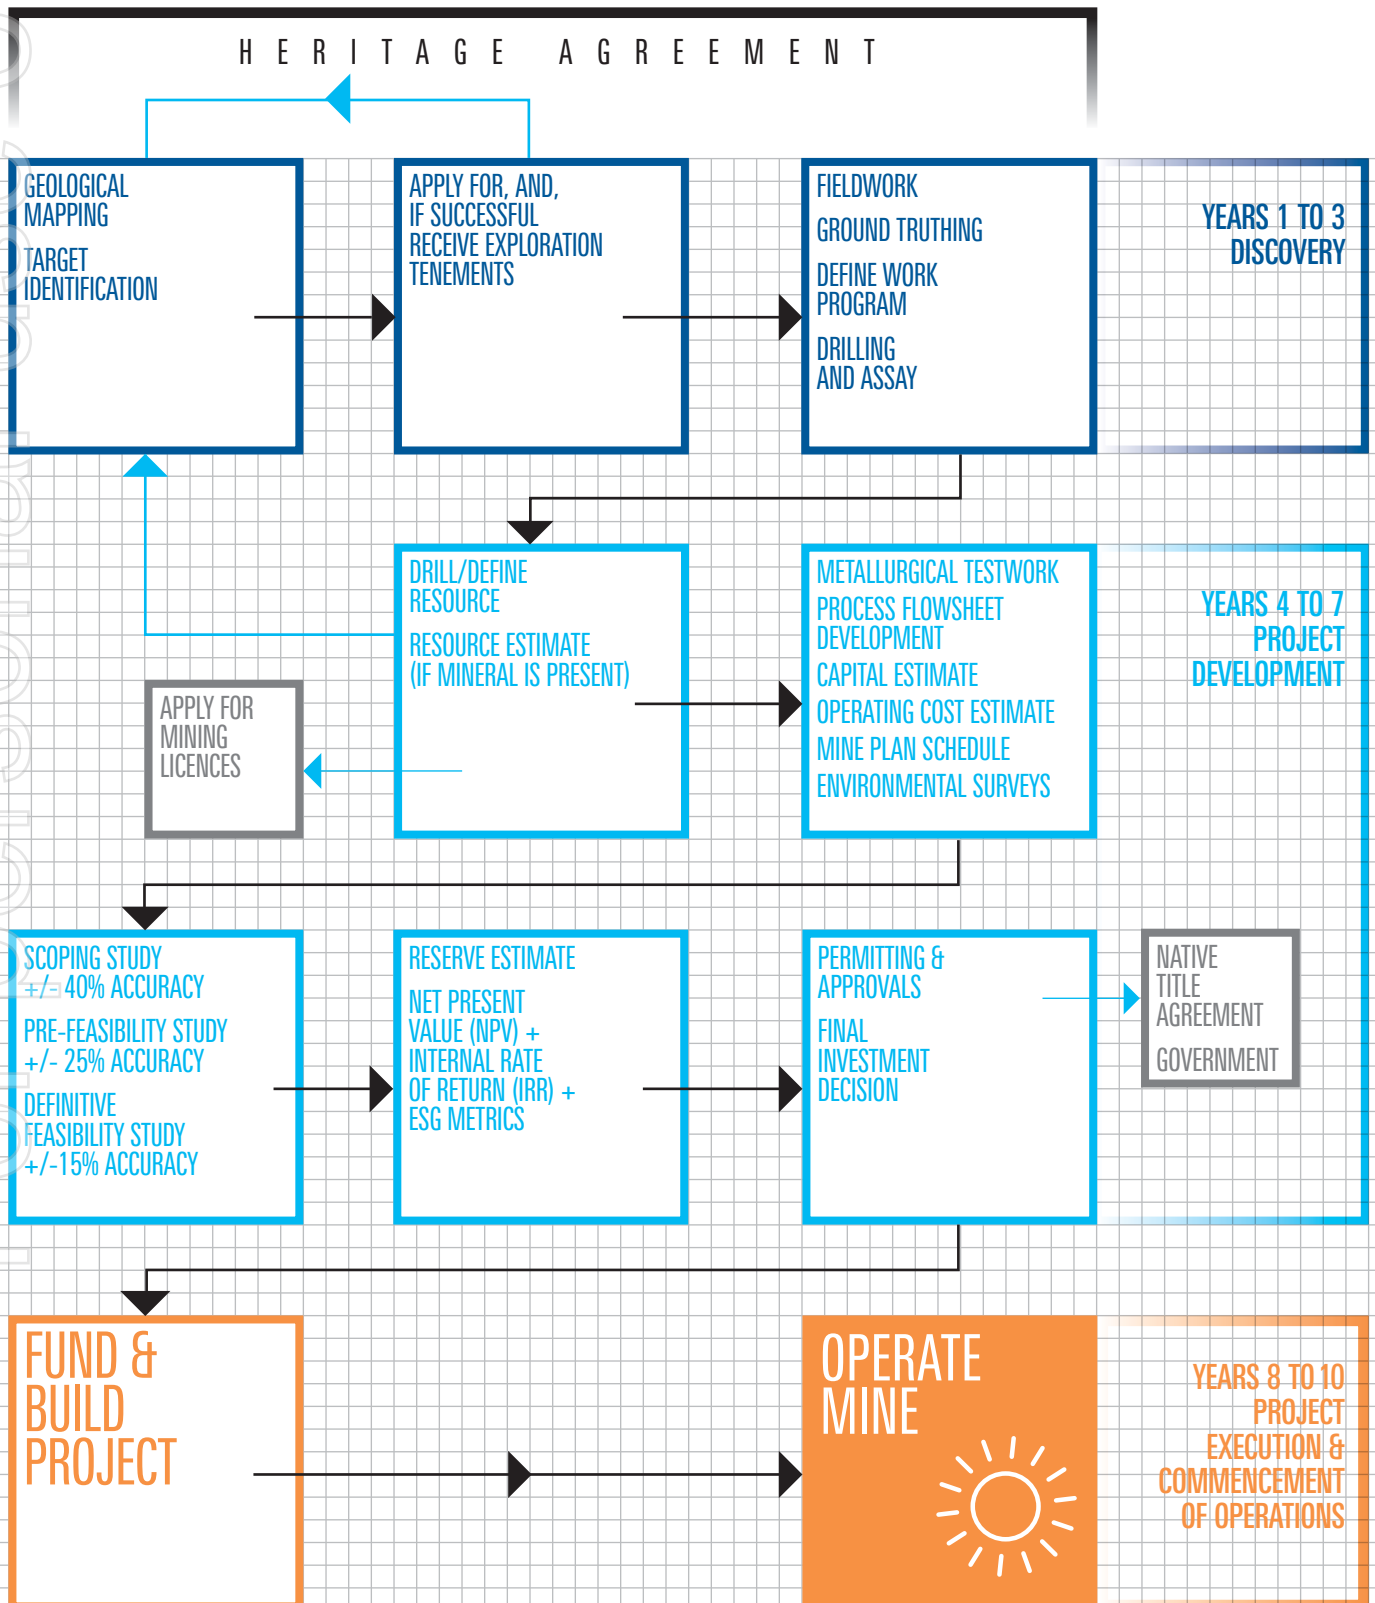 HERITAGE AGREEMENT
GEOLOGICAL
MAPPING
TARGET
IDENTIFICATION
APPLY FOR, AND,
IF SUCCESSFUL
RECEIVE EXPLORATION
TENEMENTS
FIELDWORK
GROUND TRUTHING
DEFINE WORK
PROGRAM
DRILLING
AND ASSAY
YEARS 1 TO 3
DISCOVERY
DRILL/DEFINE
RESOURCE
RESOURCE ESTIMATE
(IF MINERAL IS PRESENT)
METALLURGICAL TESTWORK
PROCESS FLOWSHEET
DEVELOPMENT
CAPITAL ESTIMATE
OPERATING COST ESTIMATE
MINE PLAN SCHEDULE
ENVIRONMENTAL SURVEYS
YEARS 4 TO 7
PROJECT
DEVELOPMENT
APPLY FOR
MINING
LICENCES
SCOPING STUDY
+/- 40% ACCURACY
PRE-FEASIBILITY STUDY
+/- 25% ACCURACY
DEFINITIVE
FEASIBILITY STUDY
+/-15% ACCURACY
RESERVE ESTIMATE
NET PRESENT
VALUE (NPV) +
INTERNAL RATE
OF RETURN (IRR) +
ESG METRICS
PERMITTING &
APPROVALS
FINAL
INVESTMENT
DECISION
NATIVE
TITLE
AGREEMENT
GOVERNMENT
FUND &
BUILD
PROJECT
OPERATE
MINE
YEARS 8 TO 10
PROJECT
EXECUTION &
COMMENCEMENT
OF OPERATIONS